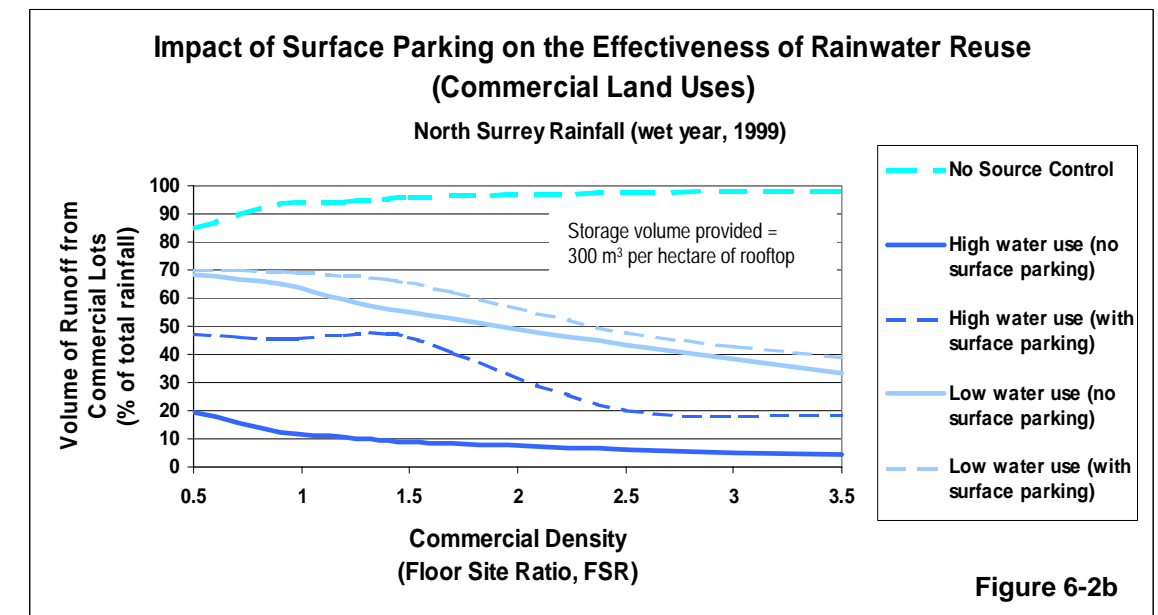 Impact of Surface Parking on the Effectiveness of Rainwater Reuse
(Commercial Land Uses)
North Surrey Rainfall (wet year, 1999)
Volume of Runoff from
Commercial Lots
(% of total rainfall)
100
90
80
70
60
50
40
30
20
10
0
0.5
1
1.5
2
2.5
3
3.5
Storage volume provided =
300 m³ per hectare of rooftop
Commercial Density
(Floor Site Ratio, FSR)
No Source Control
High water use (no
surface parking)
High water use (with
surface parking)
Low water use (no
surface parking)
Low water use (with
surface parking)
Figure 6-2b